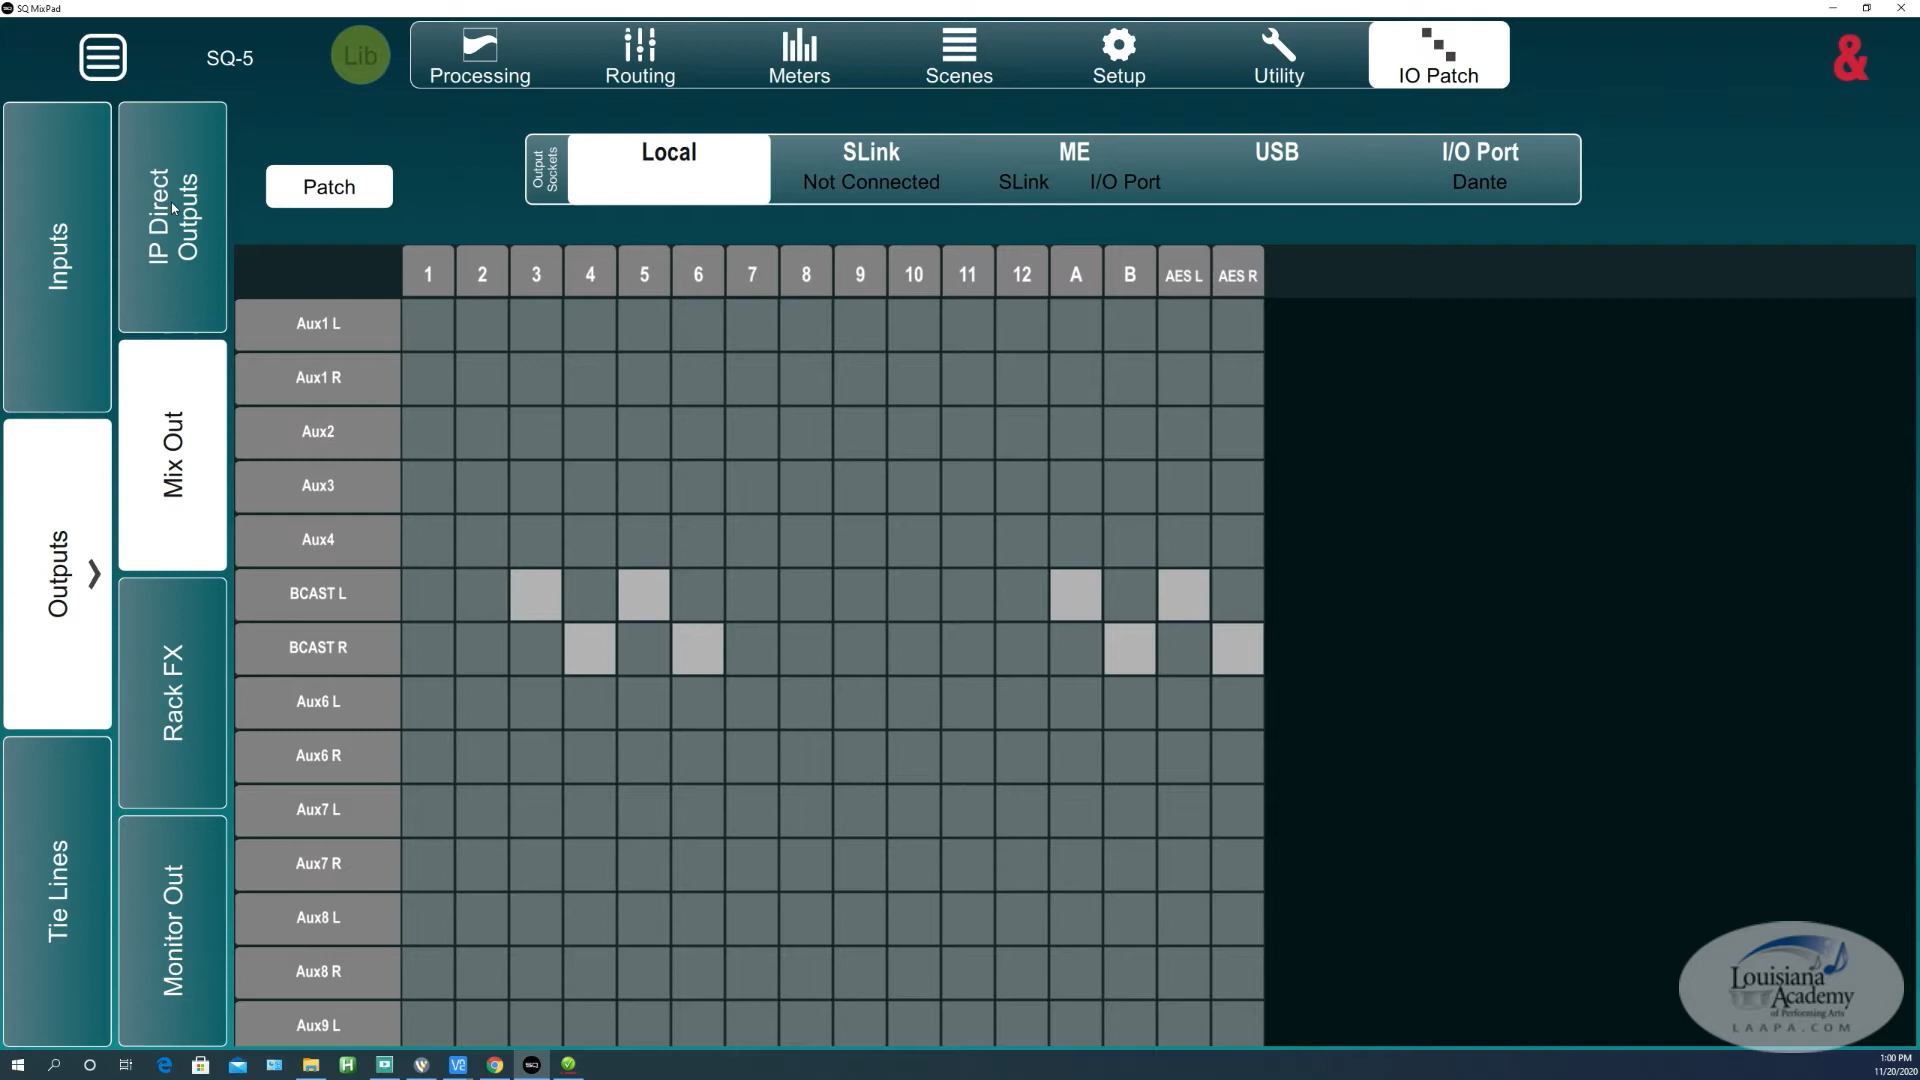 SQ MixPad
SQ-5
Lib
Processing
Routing
Meters
Scenes
Setup
Utility
IO Patch
&
Inputs
Outputs
Tie Lines
IP Direct
Outputs
Mix Out
Rack FX
Monitor Out
Patch
Output
Sockets
Local
SLink
Not Connected
ME
SLink I/O Port
USB
I/O Port
Dante
1 2 3 4 5 6 7 8 9 10 11 12 A B AES L AES R
Aux1 L
Aux1 R
Aux2
Aux3
Aux4
BCAST L
BCAST R
Aux6 L
Aux6 R
Aux7 L
Aux7 R
Aux8 L
Aux8 R
Aux9 L
Louisiana
Academy
of Performing Arts
LAAPA.COM
1:00 PM
11/20/2020